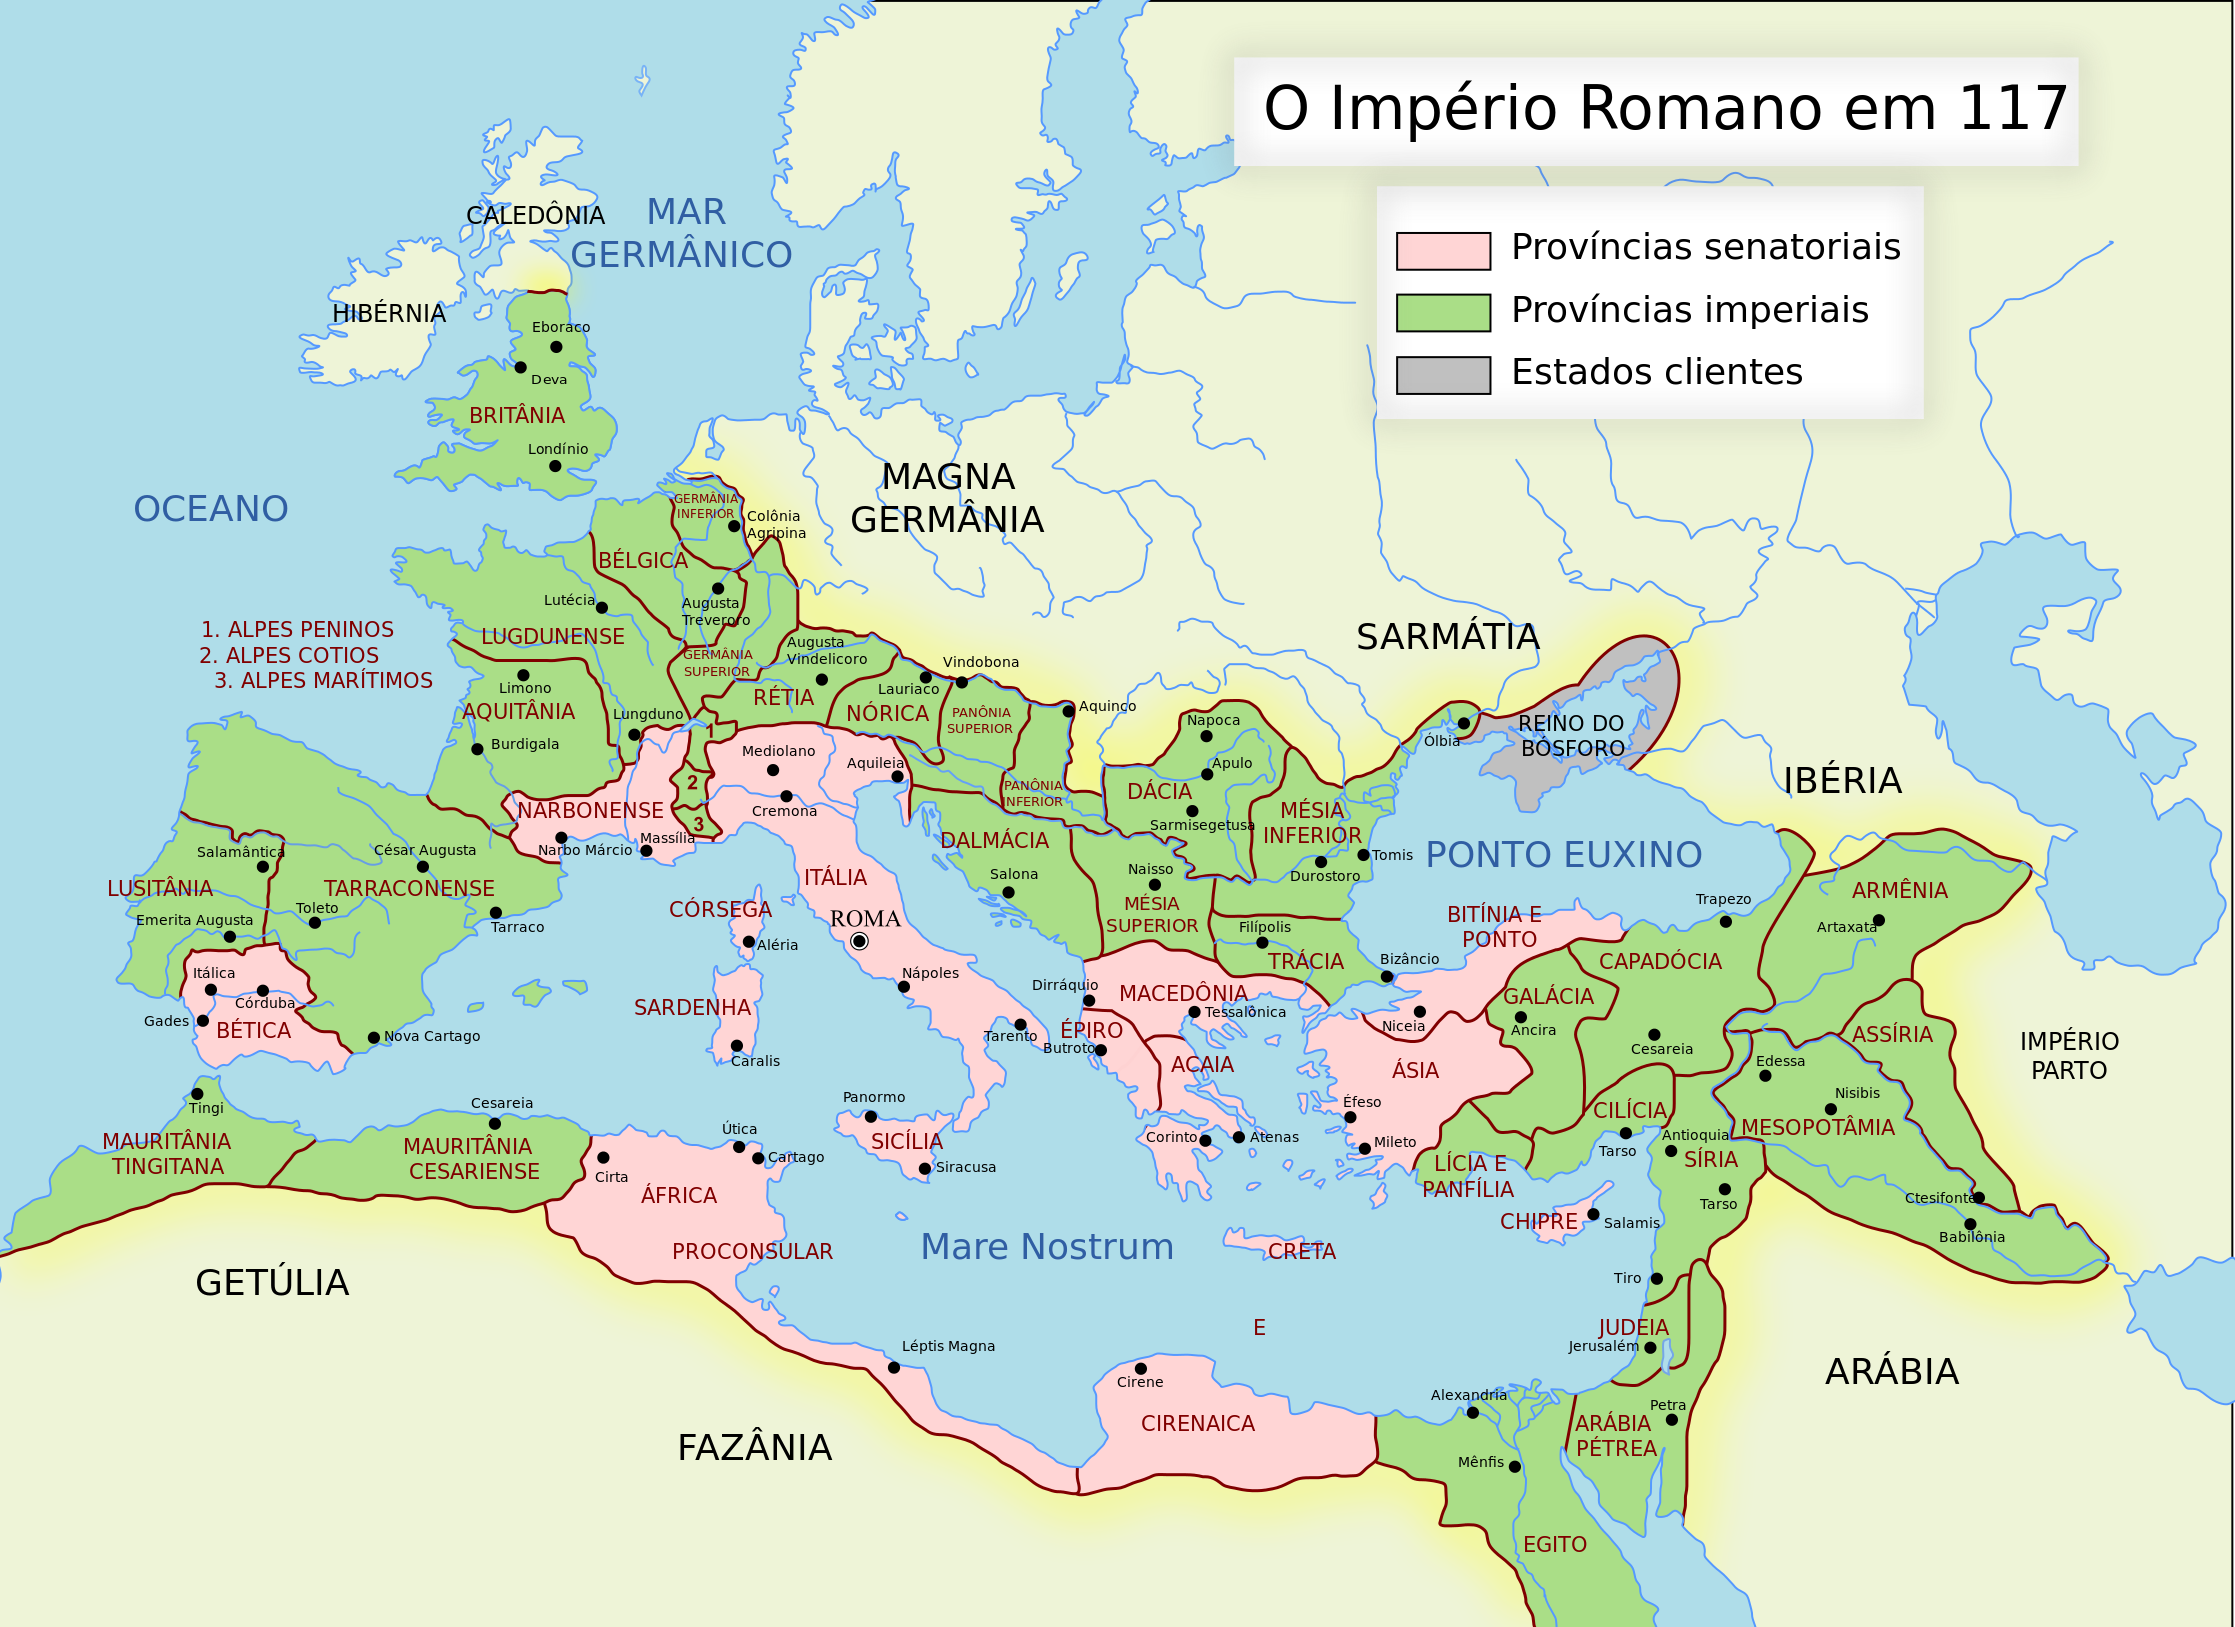 O Império Romano em 117
Províncias senatoriais
Províncias imperiais
Estados clientes
CALEDÔNIA
MAR
GERMÂNICO
HIBÉRNIA
Eboraco
Deva
BRITÂNIA
Londínio
OCEANO
MAGNA
GERMÂNIA
GERMÂNIA
INFERIOR
Colônia
Agripina
BÉLGICA
Lutécia
Augusta
Treveroro
1. ALPES PENINOS
2. ALPES COTIOS
3. ALPES MARÍTIMOS
LUGDUNENSE
GERMÂNIA
SUPERIOR
Augusta
Vindelicoro
RÉTIA
Limono
AQUITÂNIA
Burdigala
Lungduno
Lauriaco
NÓRICA
Vindobona
PANÔNIA
SUPERIOR
Aquinco
PANÔNIA
INFERIOR
SARMÁTIA
Napoca
Apulo
DÁCIA
Sarmisegetusa
MÉSIA
INFERIOR
Ólbia
REINO DO
BÓSFORO
IBÉRIA
1
2
3
Mediolano
Cremona
Aquileia
NARBONENSE
Narbo Márcio
Massília
DALMÁCIA
Salona
Naisso
MÉSIA
SUPERIOR
Durostoro
Tomis
PONTO EUXINO
Salamântica
César Augusta
LUSITÂNIA
TARRACONENSE
Emerita Augusta
Toleto
Tarraco
Itálica
Córduba
Gades
BÉTICA
Nova Cartago
ITÁLIA
CÓRSEGA
ROMA
Aléria
SARDENHA
Caralis
Nápoles
Tarento
Filípolis
TRÁCIA
Bizâncio
BITÍNIA E
PONTO
Trapezo
ARMÊNIA
Artaxata
CAPADÓCIA
GALÁCIA
Ancira
Niceia
Cesareia
Dirráquio
MACEDÔNIA
Tessalônica
ÉPIRO
Butroto
ACAIA
ÁSIA
ASSÍRIA
IMPÉRIO
PARTO
Edessa
Nisibis
MESOPOTÂMIA
Éfeso
Mileto
Corinto
Atenas
CILÍCIA
Tarso
Antioquia
SÍRIA
Tarso
LÍCIA E
PANFÍLIA
CHIPRE
Salamis
Ctesifonte
Babilônia
Tingi
MAURITÂNIA
TINGITANA
Cesareia
MAURITÂNIA
CESARIENSE
Cirta
Útica
Cartago
Panormo
SICÍLIA
Siracusa
ÁFRICA
PROCONSULAR
Mare Nostrum
CRETA
E
GETÚLIA
FAZÂNIA
Léptis Magna
Cirene
CIRENAICA
Tiro
JUDEIA
Jerusalém
Alexandria
Mênfis
ARÁBIA
PÉTREA
Petra
EGITO
ARÁBIA